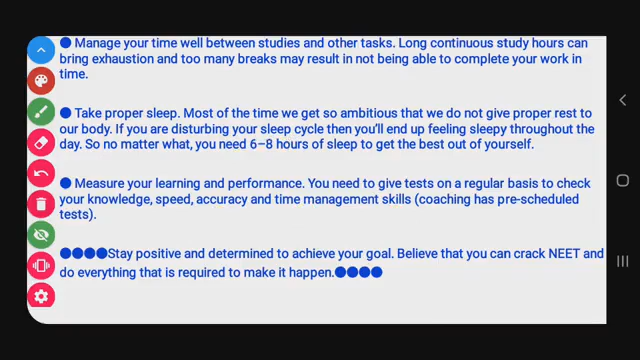 ● Manage your time well between studies and other tasks. Long continuous study hours can
bring exhaustion and too many breaks may result in not being able to complete your work in
time.
● Take proper sleep. Most of the time we get so ambitious that we do not give proper rest to
our body. If you are disturbing your sleep cycle then you'll end up feeling sleepy throughout the
day. So no matter what, you need 6–8 hours of sleep to get the best out of yourself.
● Measure your learning and performance. You need to give tests on a regular basis to check
your knowledge, speed, accuracy and time management skills (coaching has pre-scheduled
tests).
●●●●Stay positive and determined to achieve your goal. Believe that you can crack NEET and
do everything that is required to make it happen.●●●●